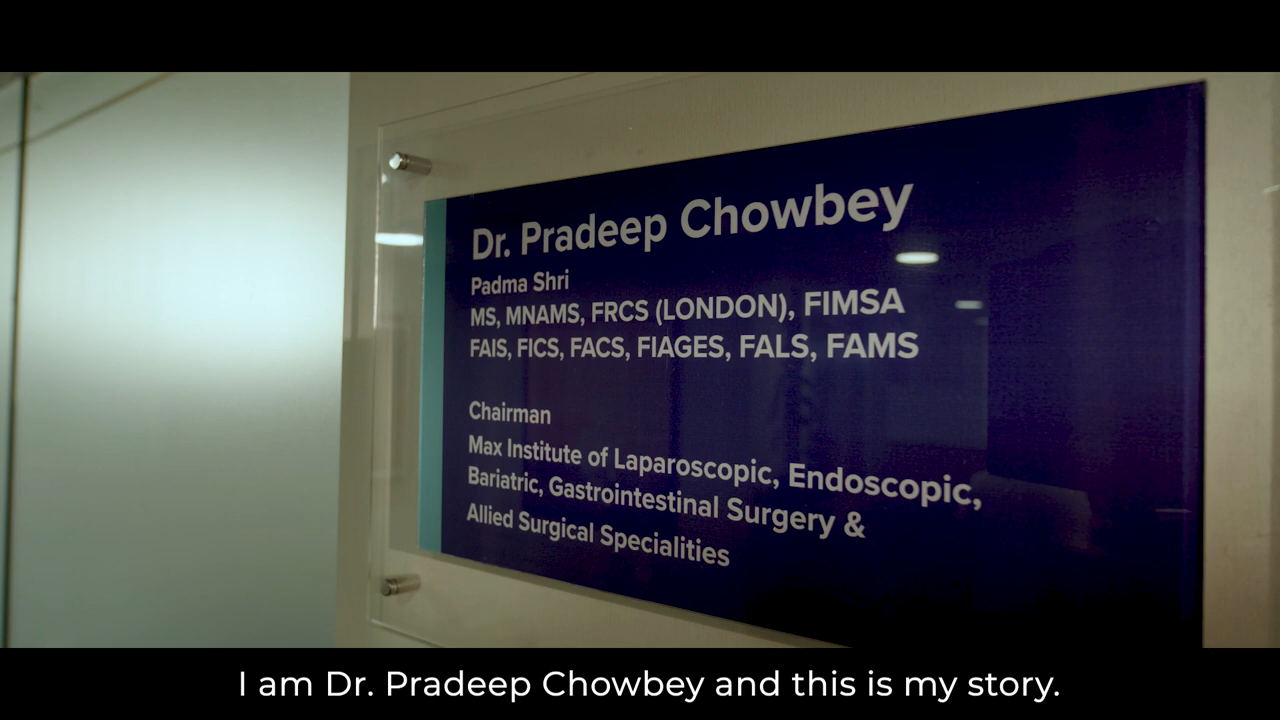 Dr. Pradeep Chowbey
Padma Shri
MS, MNAMS, FRCS (LONDON), FIMSA
FAIS, FICS, FACS, FIAGES, FALS, FAMS
Chairman
Max Institute of Laparoscopic, Endoscopic,
Bariatric, Gastrointestinal Surgery &
Allied Surgical Specialities
I am Dr. Pradeep Chowbey and this is my story.